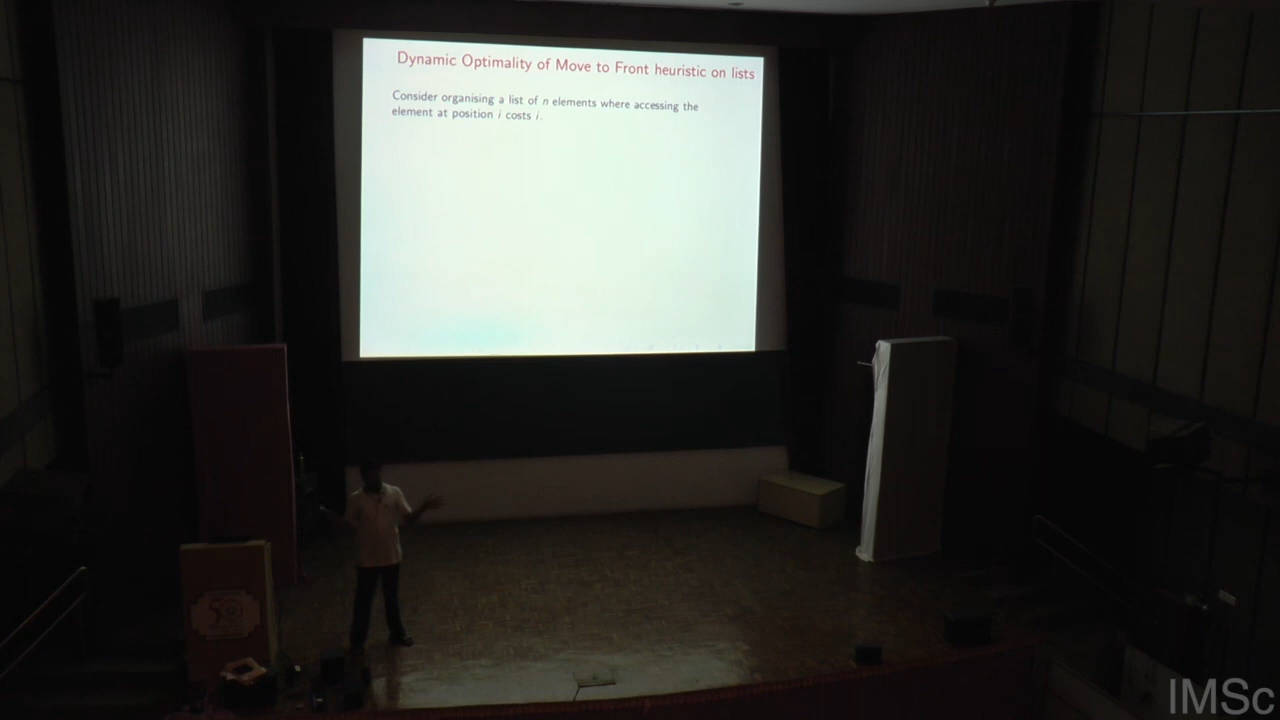 Dynamic Optimality of Move to Front heuristic on lists
Consider organising a list of n elements where accessing the
element at position i costs i.
IMSc